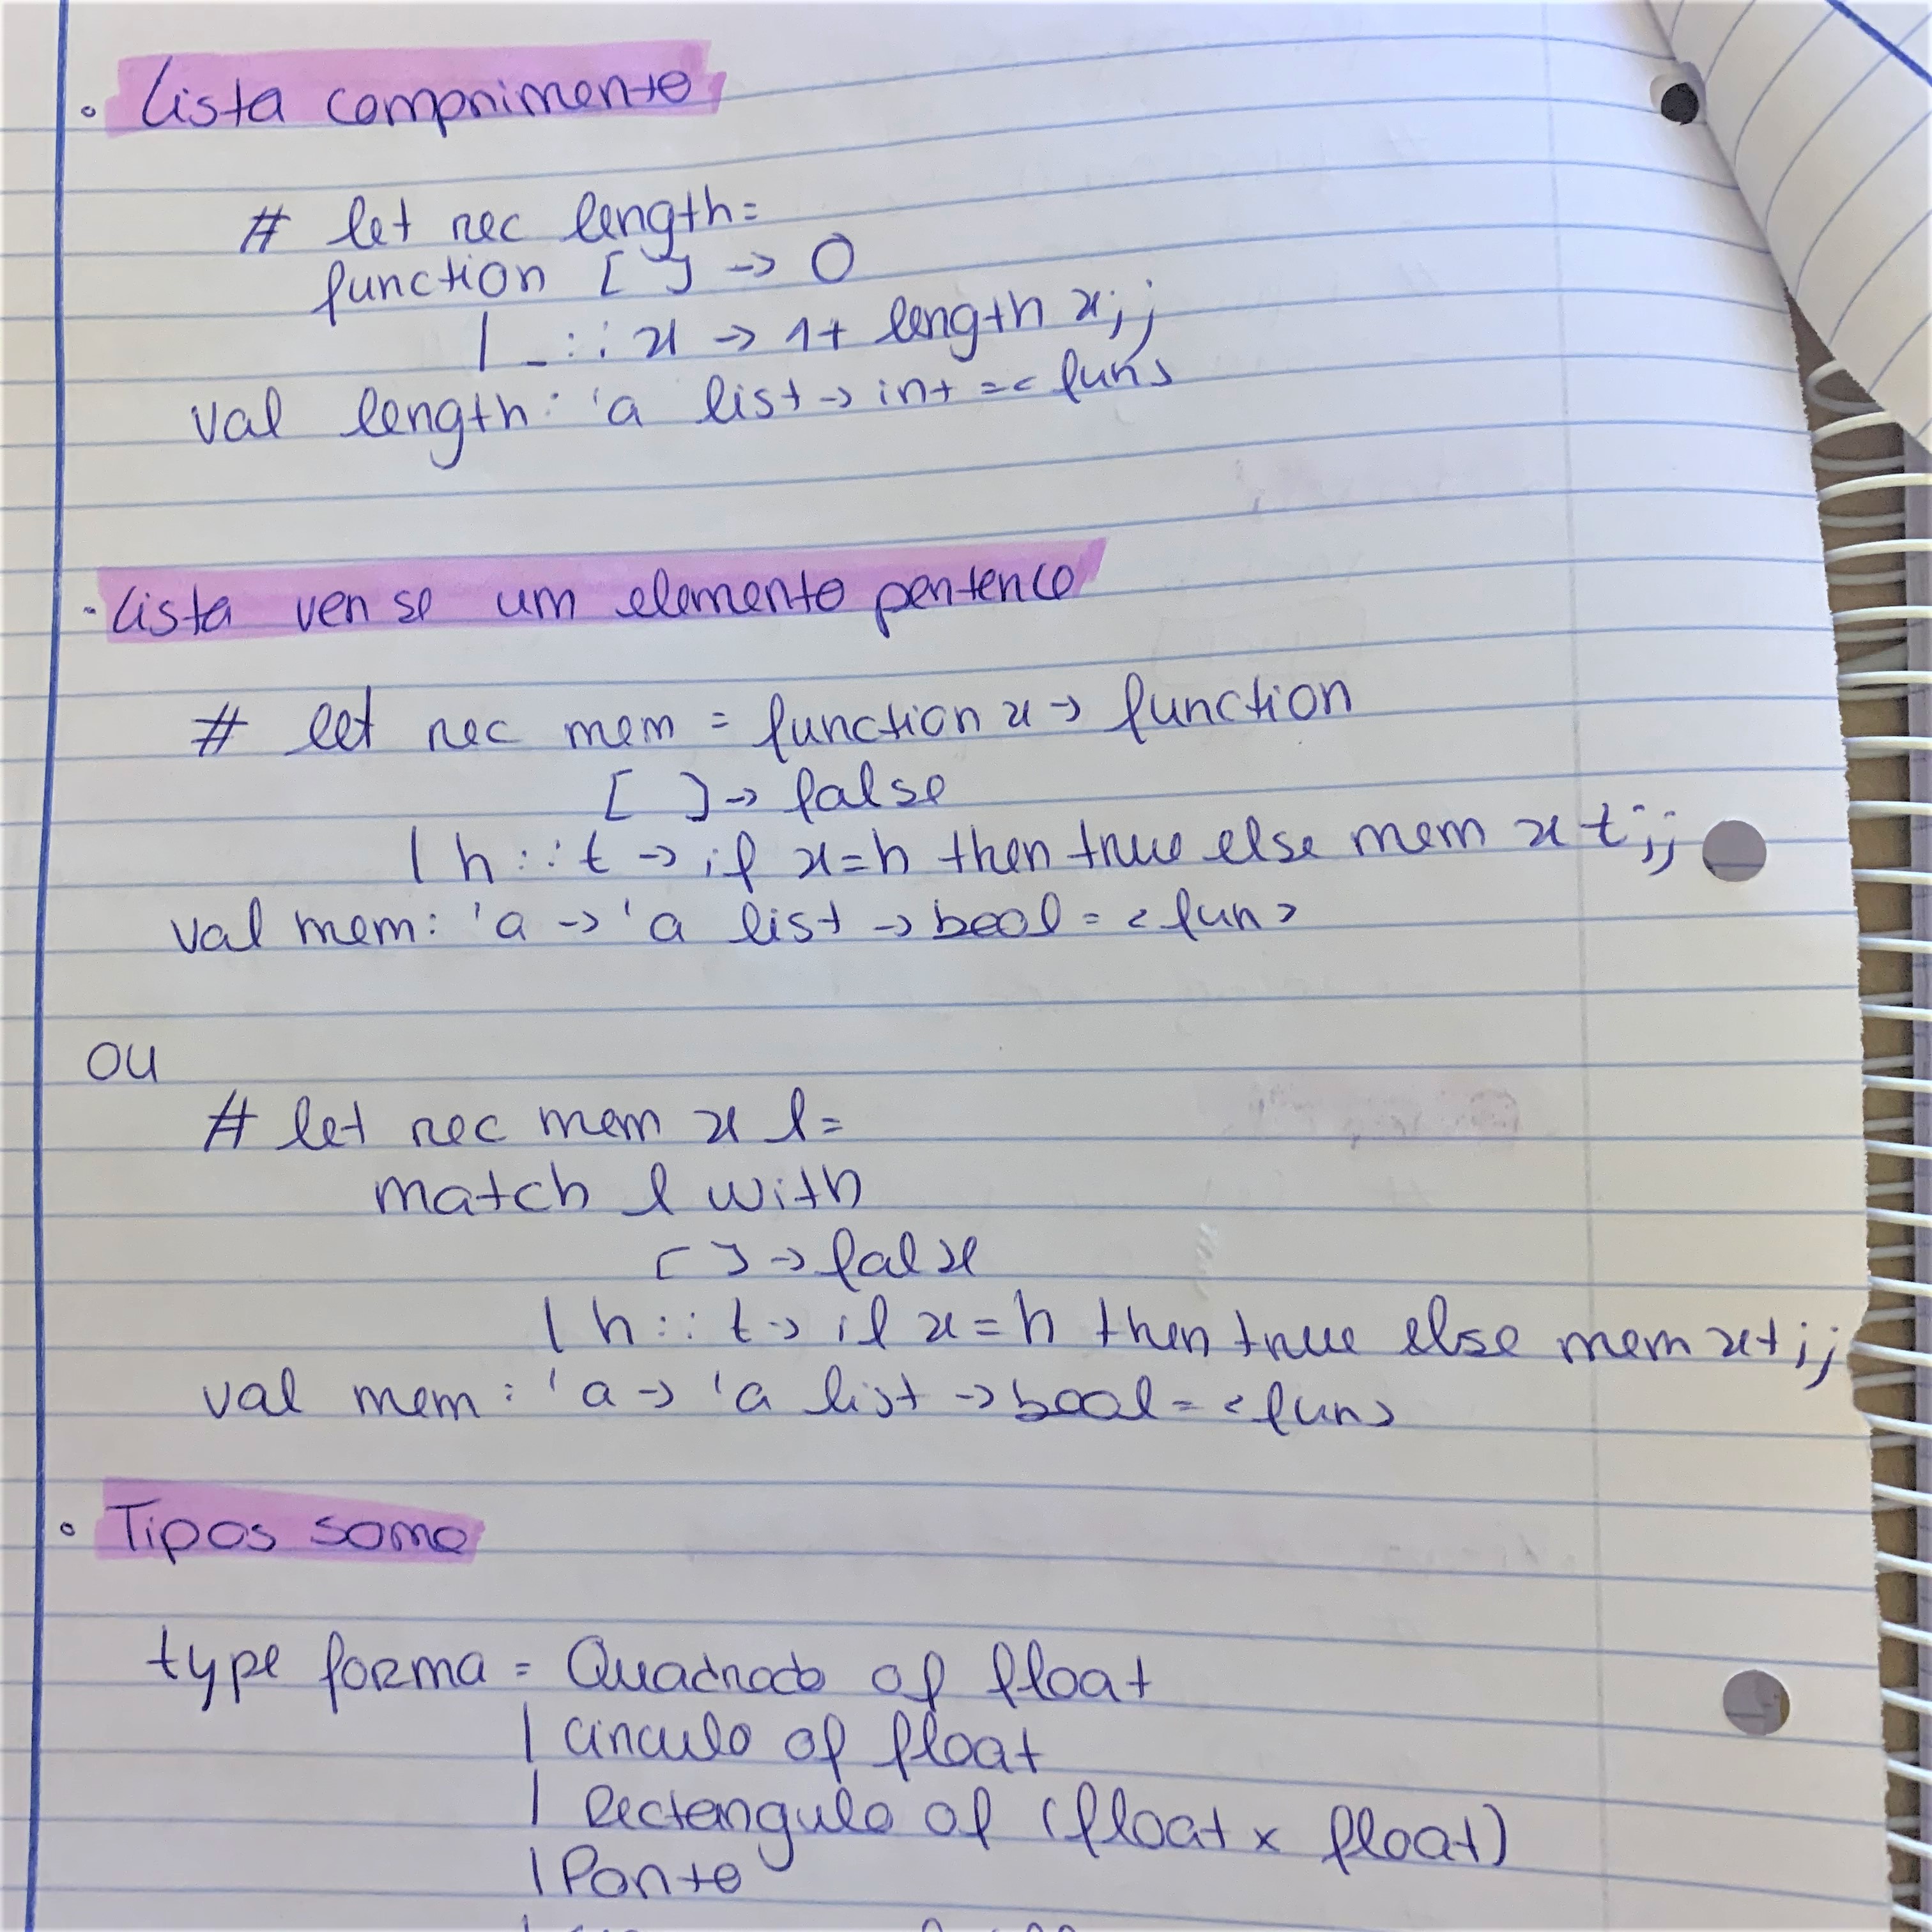 • Lista comprimento
# let rec length=
function [ ] -> 0
| _::x -> 1+ length x;;
val length: 'a list -> int =<fun>
• Lista ver se um elemento pertence
# let rec mem = function x -> function
[ ] -> false
| h::t -> if x=h then true else mem x t;;
val mem: 'a -> 'a list -> bool = <fun>
ou
# let rec mem x l=
match l with
[ ] -> false
| h::t -> if x=h then true else mem x t;;
val mem: 'a -> 'a list -> bool = <fun>
• Tipos soma
type forma = Quadrado of float
| Circulo of float
| Rectangulo of (float x float)
| Ponto